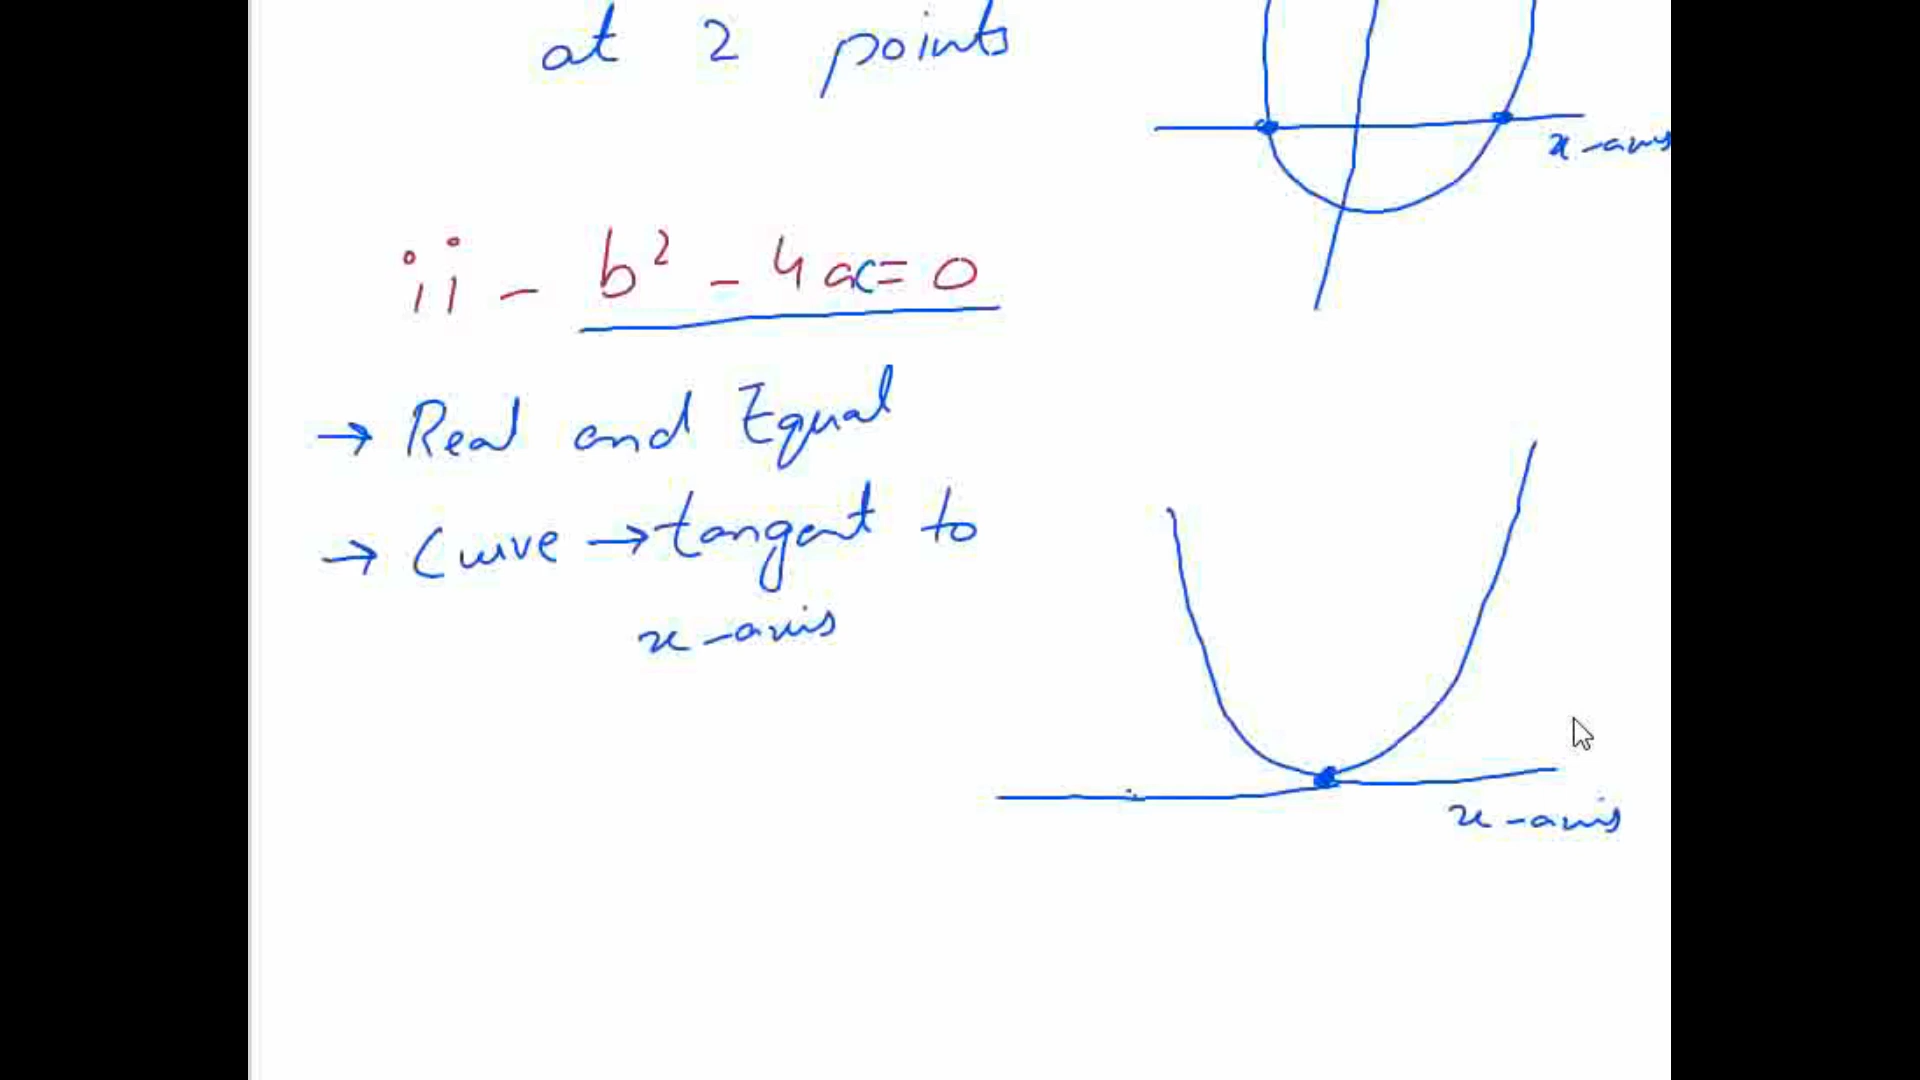 at 2 points
x-axis
ii - b² - 4ac = 0
→ Real and Equal
→ Curve → tangent to
x-axis
x-axis